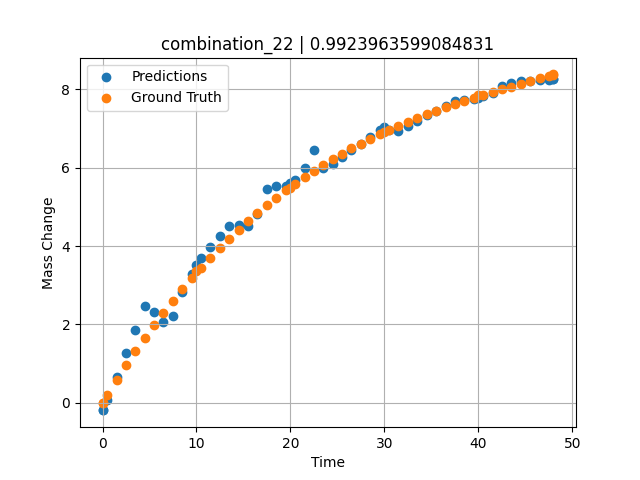 combination_22 | 0.9923963599084831
Predictions
Ground Truth
8
6
4
2
0
Mass Change
0 10 20 30 40 50
Time